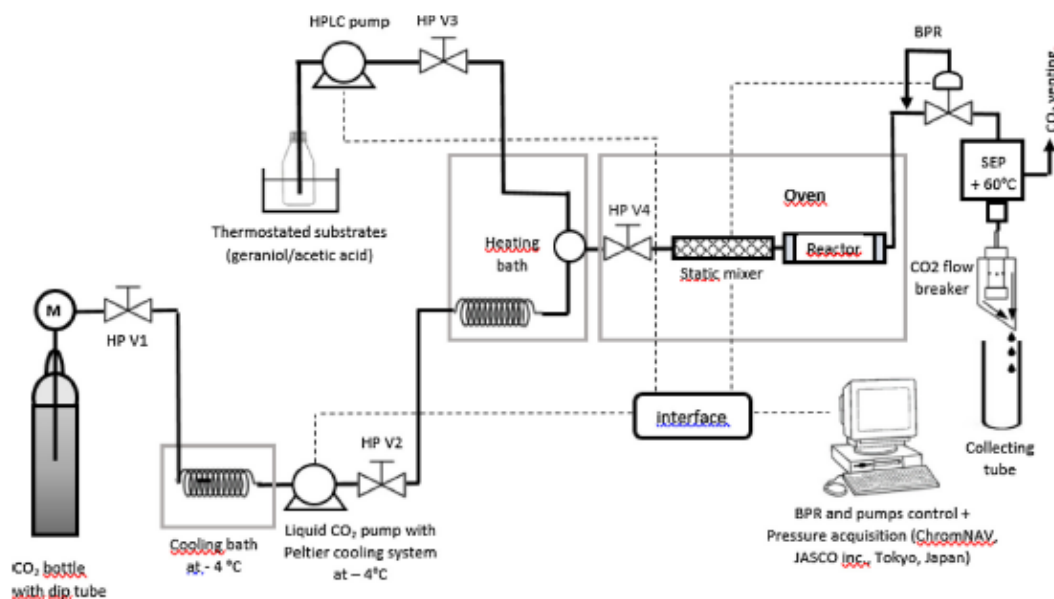 HPLC pump
HP V3
BPR
CO₂ venting
SEP
+ 60°C
Oven
HP V4
Heating
bath
Reactor
Static mixer
Thermostated substrates
(geraniol/acetic acid)
CO2 flow
breaker
M
HP V1
interface
HP V2
Collecting
tube
Cooling bath
at - 4 °C
Liquid CO₂ pump with
Peltier cooling system
at – 4°C
BPR and pumps control +
Pressure acquisition (ChromNAV,
JASCO inc., Tokyo, Japan)
CO₂ bottle
with dip tube